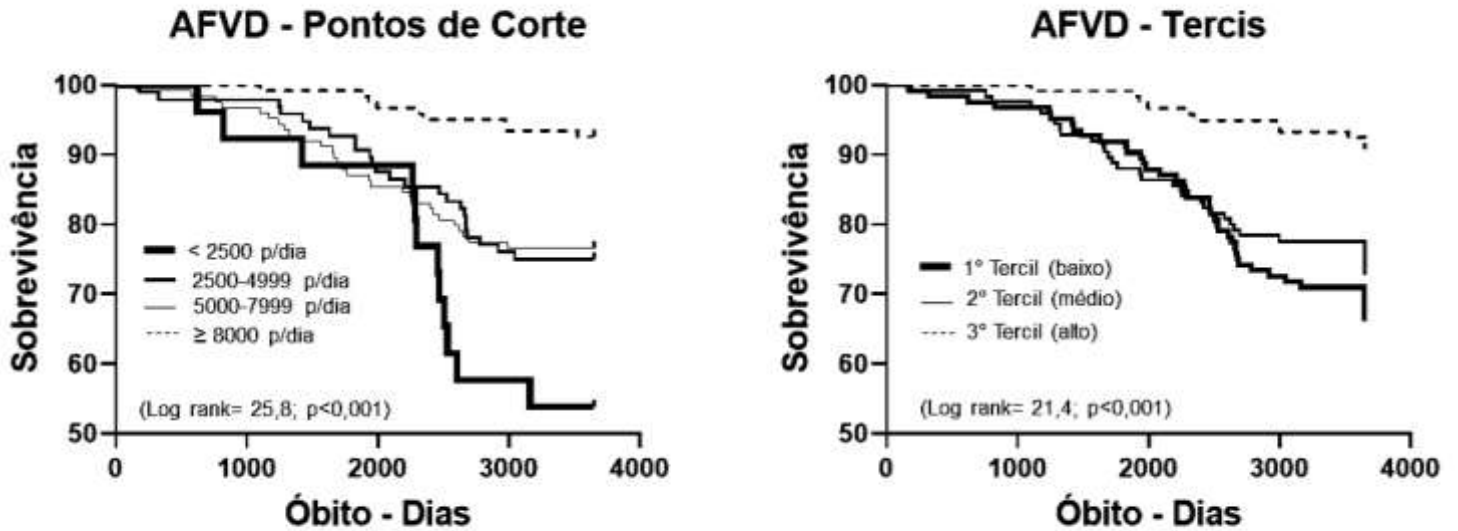 AFVD - Pontos de Corte
100
90
80
70
60
50
Sobrevivência
< 2500 p/dia
2500-4999 p/dia
5000-7999 p/dia
≥ 8000 p/dia
(Log rank= 25,8; p<0,001)
0 1000 2000 3000 4000
Óbito - Dias
AFVD - Tercis
100
90
80
70
60
50
Sobrevivência
1° Tercil (baixo)
2° Tercil (médio)
3° Tercil (alto)
(Log rank= 21,4; p<0,001)
0 1000 2000 3000 4000
Óbito - Dias